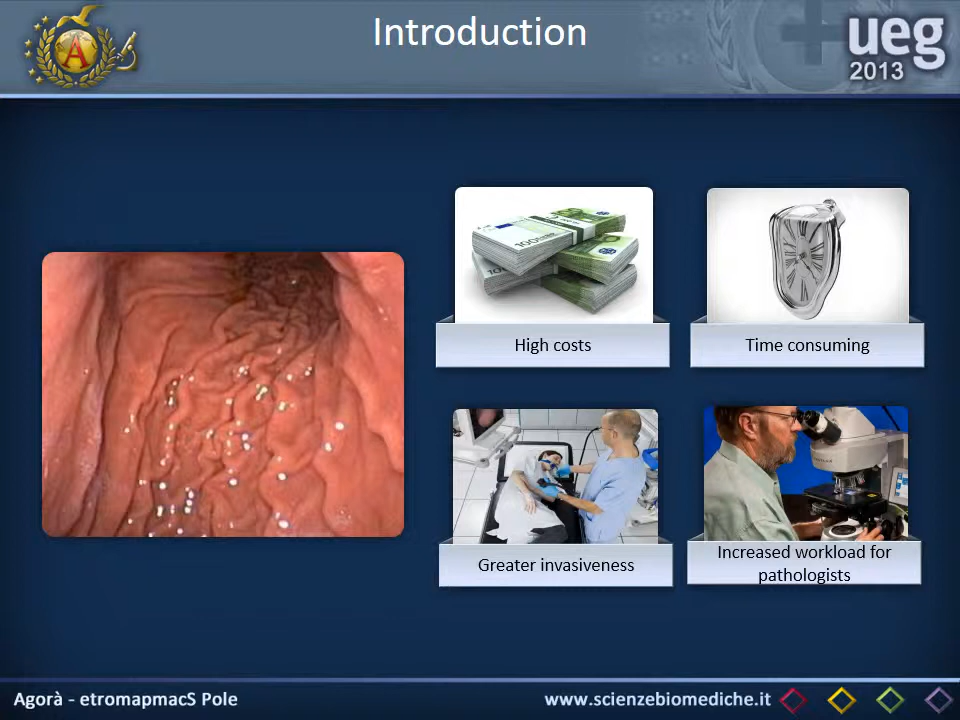 Introduction
A
ueg
2013
100
High costs
Time consuming
Greater invasiveness
Increased workload for
pathologists
Agorà - etromapmacS Pole
www.scienzebiomediche.it